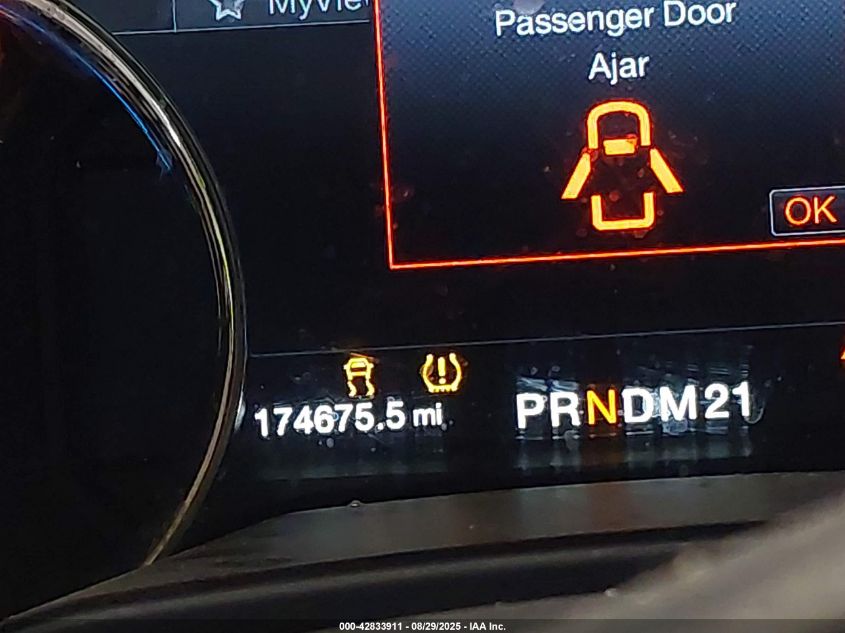 MyVie
Passenger Door
Ajar
OK
174675.5 mi
PRNDM21
000-42833911 - 08/29/2025 - IAA Inc.